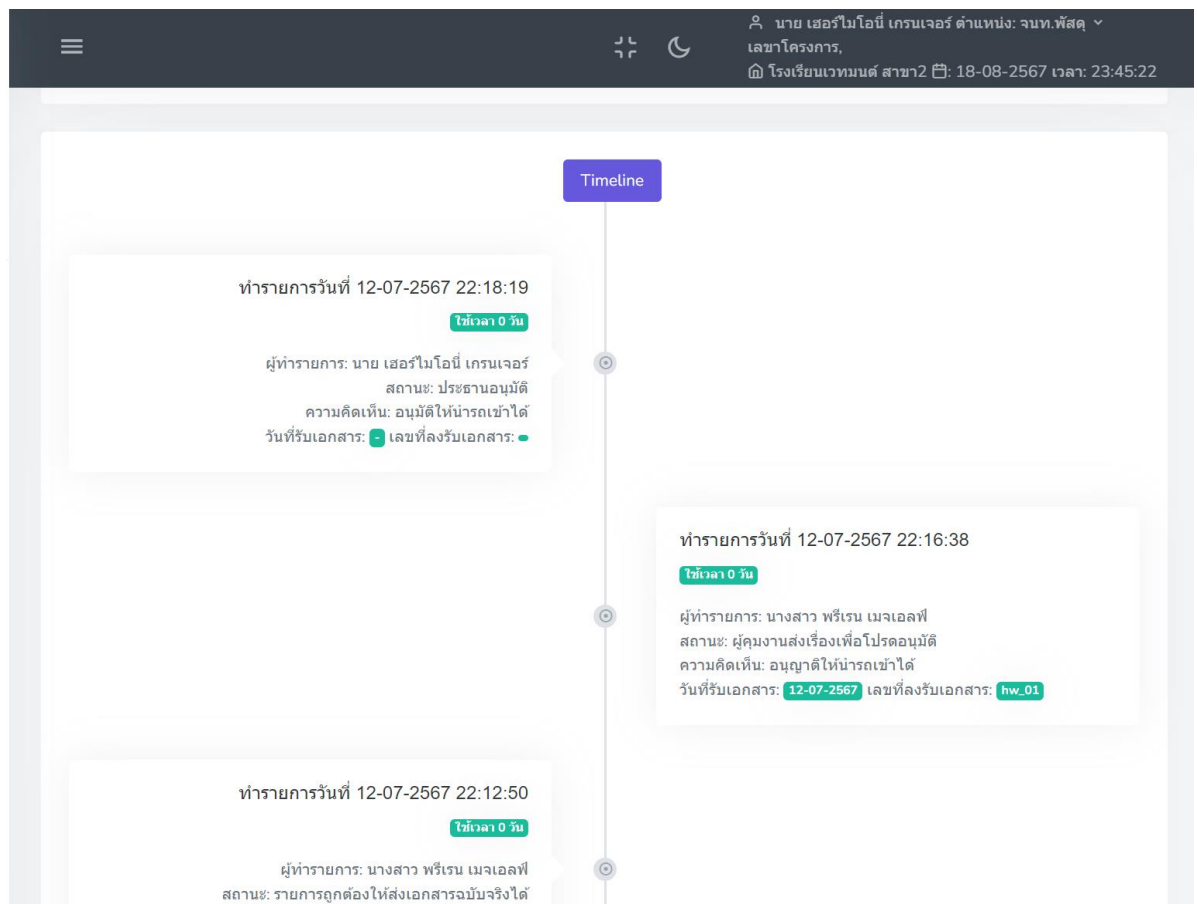 นาย เฮอร์ไมโอนี่ เกรนเจอร์ ตำแหน่ง: จนท.พัสดุ
เลขาโครงการ,
โรงเรียนเวทมนต์ สาขา2 : 18-08-2567 เวลา: 23:45:22
Timeline
ทำรายการวันที่ 12-07-2567 22:18:19
ใช้เวลา 0 วัน
ผู้ทำรายการ: นาย เฮอร์ไมโอนี่ เกรนเจอร์
สถานะ: ประธานอนุมัติ
ความคิดเห็น: อนุมัติให้นำรถเข้าได้
วันที่รับเอกสาร: - เลขที่ลงรับเอกสาร:
ทำรายการวันที่ 12-07-2567 22:16:38
ใช้เวลา 0 วัน
ผู้ทำรายการ: นางสาว ฟรีเรน เมจเอลฟ์
สถานะ: ผู้คุมงานส่งเรื่องเพื่อโปรดอนุมัติ
ความคิดเห็น: อนุญาติให้นำรถเข้าได้
วันที่รับเอกสาร: 12-07-2567 เลขที่ลงรับเอกสาร: hw_01
ทำรายการวันที่ 12-07-2567 22:12:50
ใช้เวลา 0 วัน
ผู้ทำรายการ: นางสาว ฟรีเรน เมจเอลฟ์
สถานะ: รายการถูกต้องให้ส่งเอกสารฉบับจริงได้